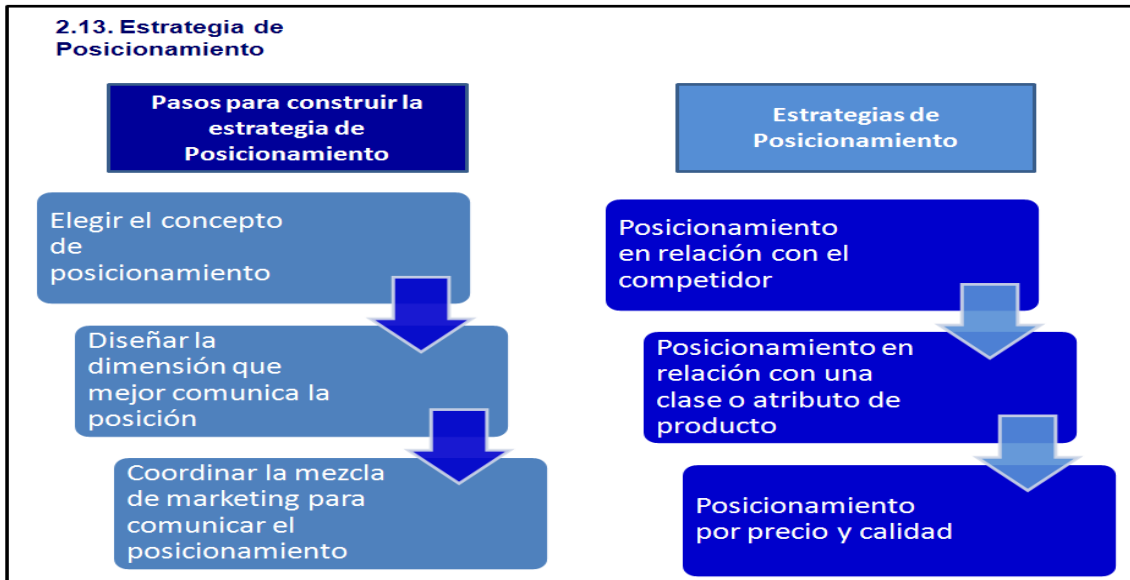 2.13. Estrategia de
Posicionamiento
Pasos para construir la
estrategia de
Posicionamiento
Elegir el concepto
de
posicionamiento
Diseñar la
dimensión que
mejor comunica la
posición
Coordinar la mezcla
de marketing para
comunicar el
posicionamiento
Estrategias de
Posicionamiento
Posicionamiento
en relación con el
competidor
Posicionamiento en
relación con una
clase o atributo de
producto
Posicionamiento
por precio y calidad